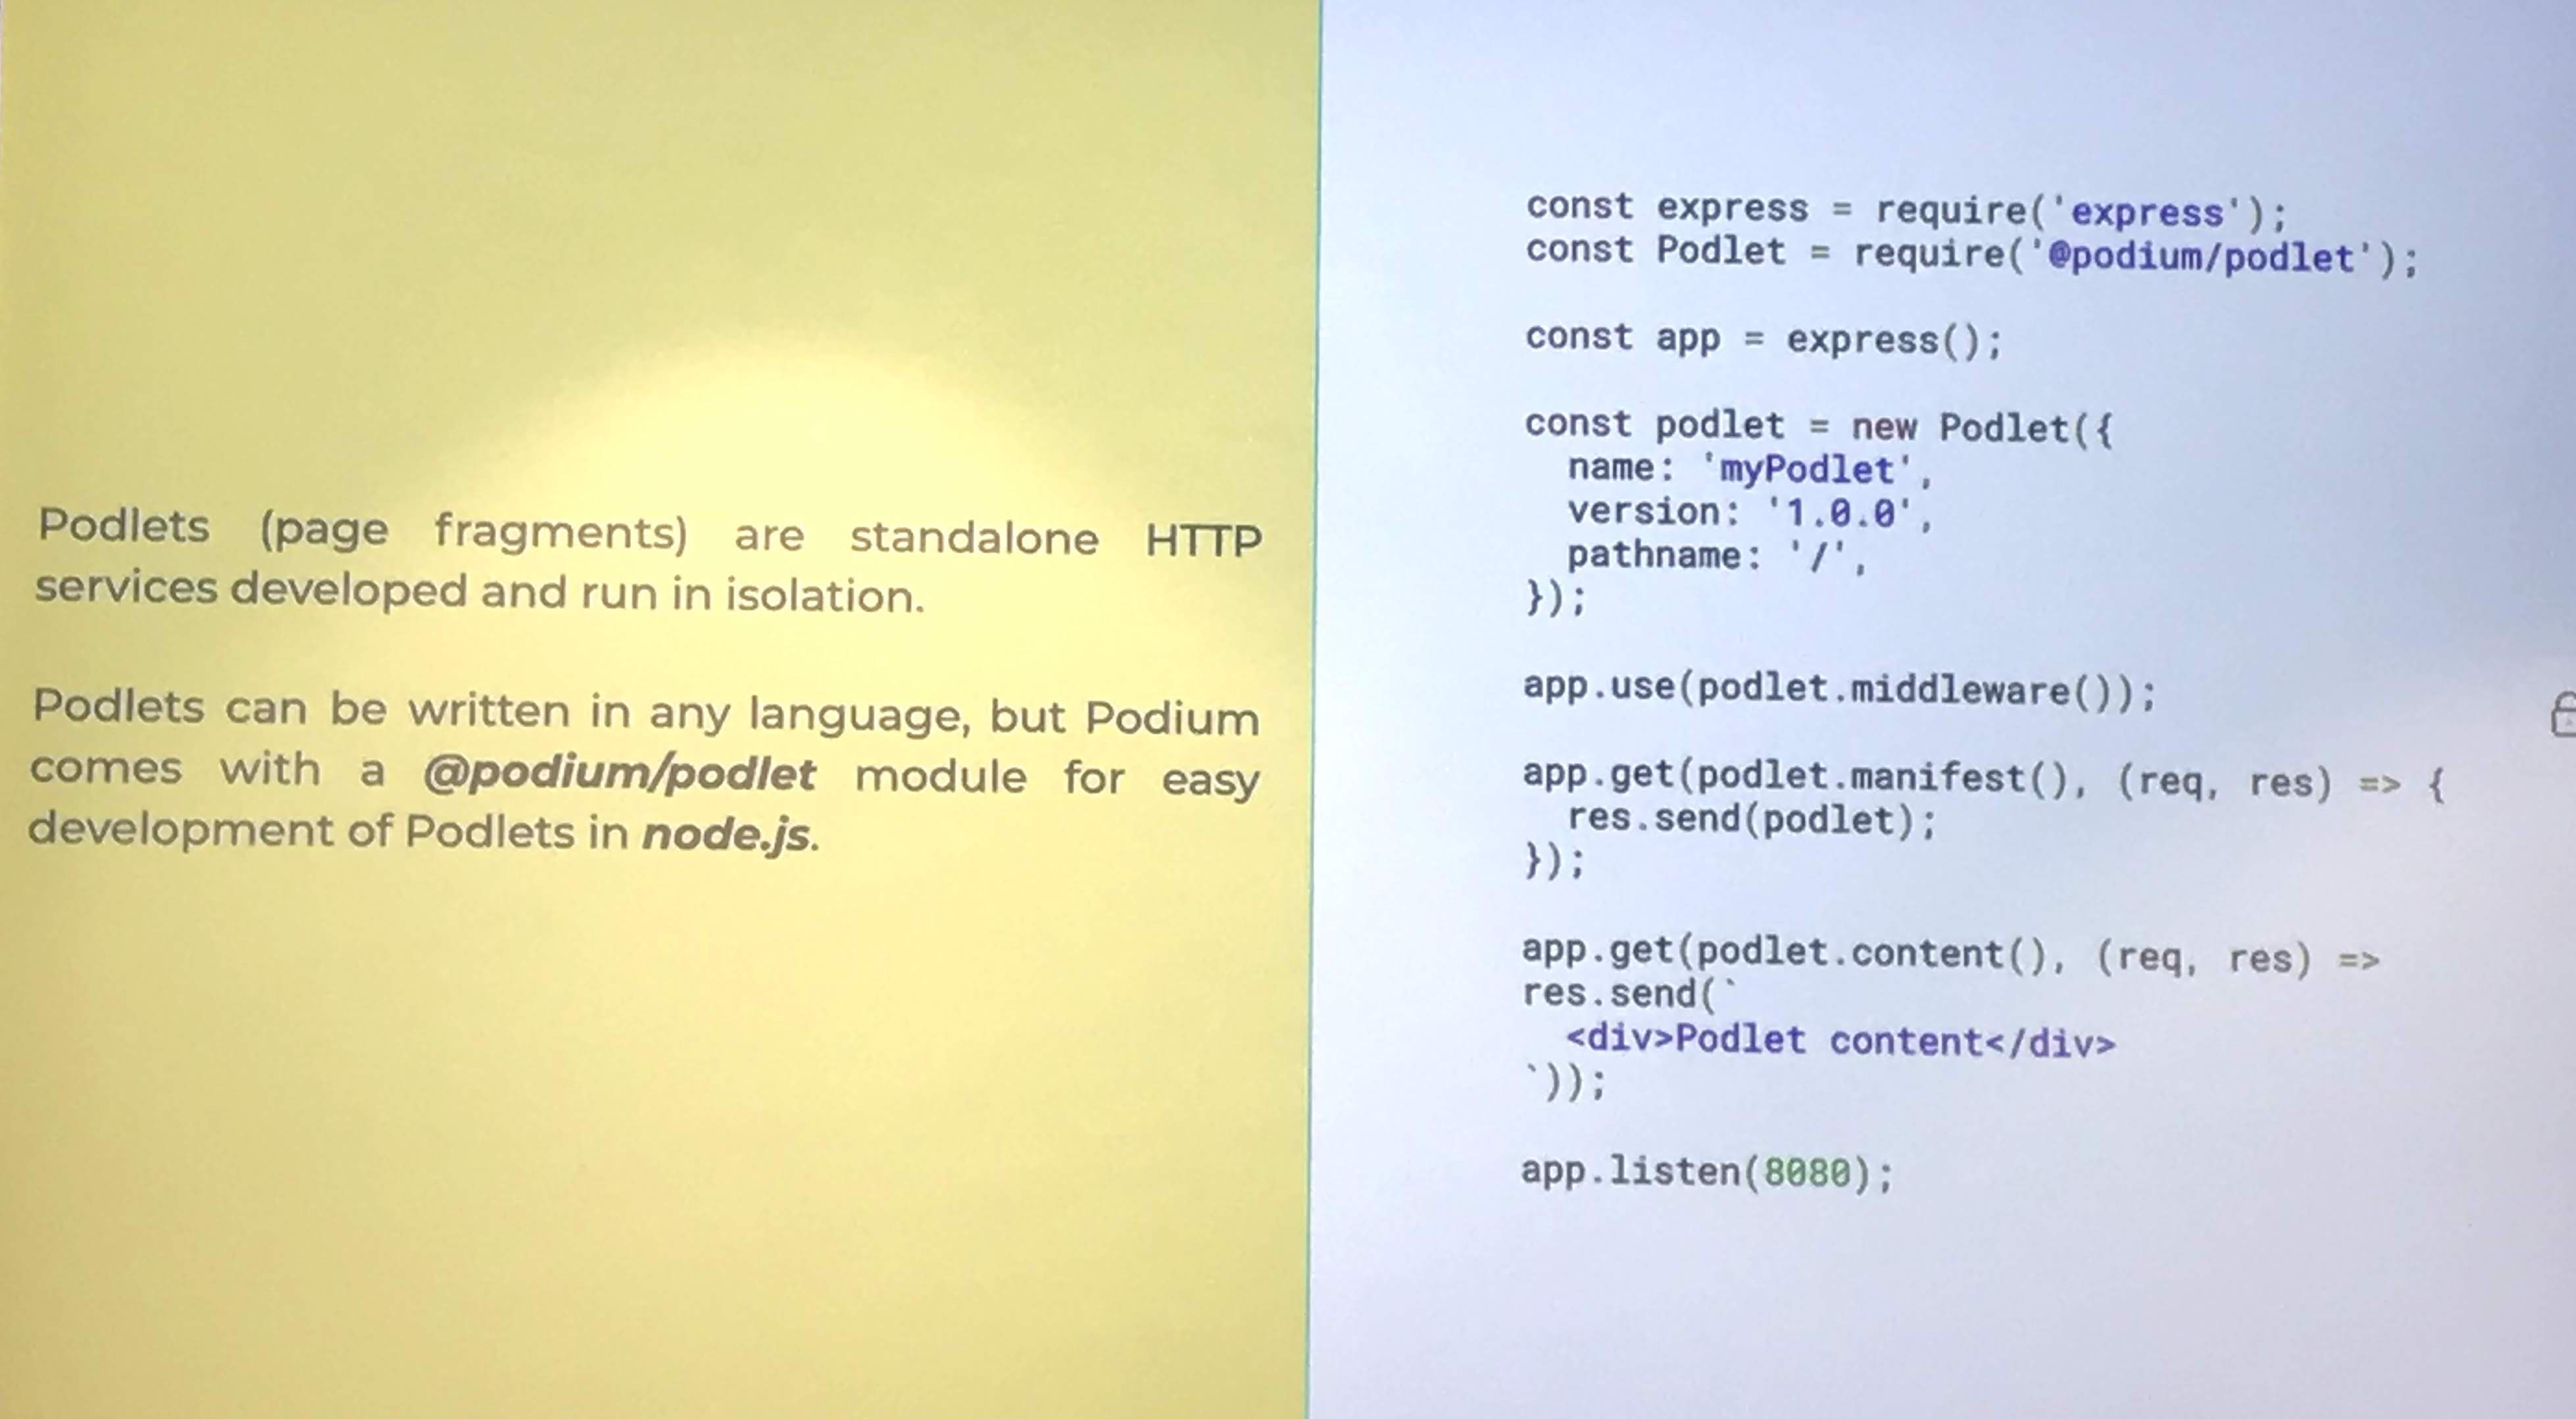 Podlets (page fragments) are standalone HTTP
services developed and run in isolation.
Podlets can be written in any language, but Podium
comes with a @podium/podlet module for easy
development of Podlets in node.js.
const express = require('express');
const Podlet = require('@podium/podlet');
const app = express();
const podlet = new Podlet({
  name: 'myPodlet',
  version: '1.0.0',
  pathname: '/',
});
app.use(podlet.middleware());
app.get(podlet.manifest(), (req, res) => {
  res.send(podlet);
});
app.get(podlet.content(), (req, res) =>
res.send(`
  <div>Podlet content</div>
`));
app.listen(8080);